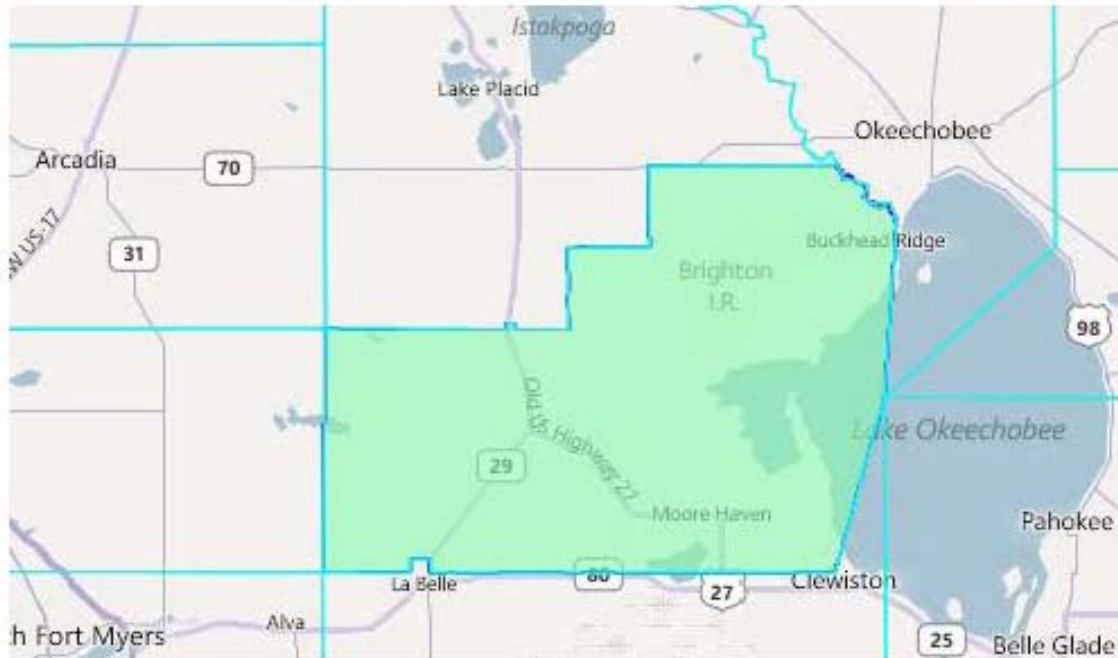 Istokpoga
Lake Placid
Okeechobee
Arcadia
70
W US-17
31
Buckhead Ridge
Brighton
I.R.
98
Old US Highway 27
Lake Okeechobee
29
Moore Haven
Pahokee
La Belle
80
27
Clewiston
Alva
h Fort Myers
25
Belle Glade